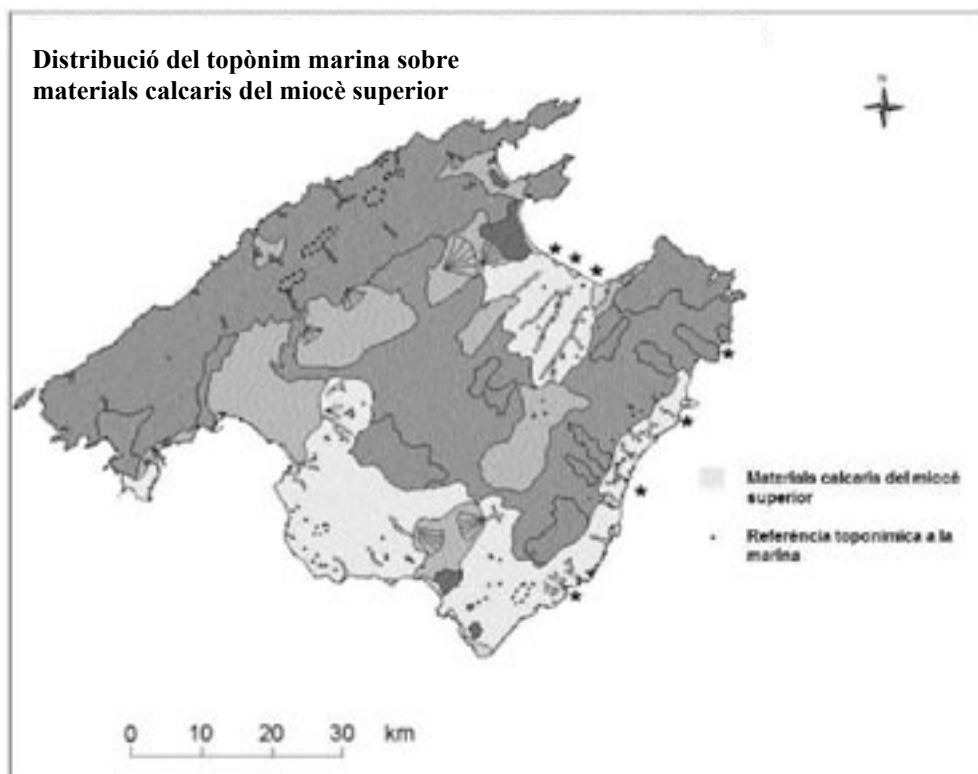 Distribució del topònim marina sobre
materials calcaris del miocè superior
N
Materials calcaris del miocè
superior
Referència toponímica a la
marina
0 10 20 30 km